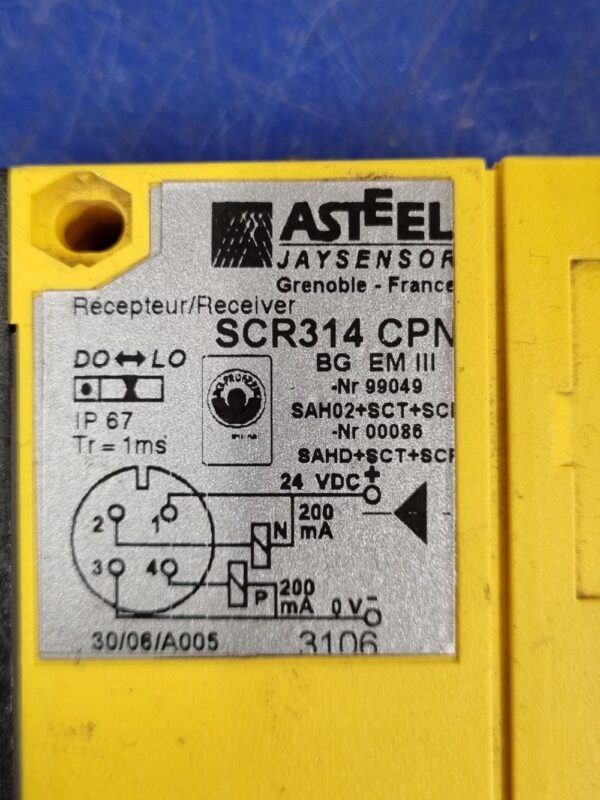 ASTEEL
JAYSENSOR
Grenoble - France
Récepteur/Receiver
SCR314 CPN
DO ↔ LO
BG EM III
-Nr 99049
SAH02+SCT+SC
IP 67
-Nr 00086
Tr = 1ms
SAHD+SCT+SCR
24 VDC +
2 1
200
mA
N
3 4
200
mA
P
0 V -
30/06/A005
3106